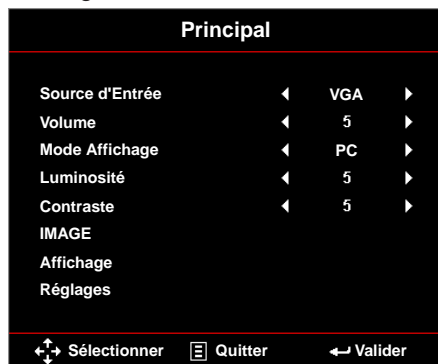 Principal
Source d'Entrée VGA
Volume 5
Mode Affichage PC
Luminosité 5
Contraste 5
IMAGE
Affichage
Réglages
Sélectionner Quitter Valider